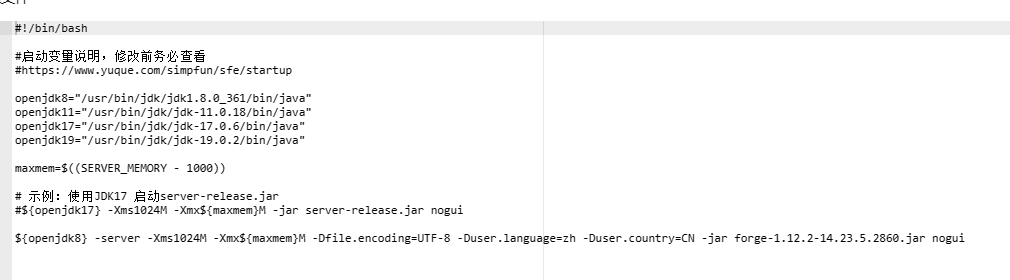 #!/bin/bash
#启动变量说明，修改前务必查看
#https://www.yuque.com/simpfun/sfe/startup
openjdk8="/usr/bin/jdk/jdk1.8.0_361/bin/java"
openjdk11="/usr/bin/jdk/jdk-11.0.18/bin/java"
openjdk17="/usr/bin/jdk/jdk-17.0.6/bin/java"
openjdk19="/usr/bin/jdk/jdk-19.0.2/bin/java"
maxmem=$((SERVER_MEMORY - 1000))
# 示例：使用JDK17 启动server-release.jar
#${openjdk17} -Xms1024M -Xmx${maxmem}M -jar server-release.jar nogui
${openjdk8} -server -Xms1024M -Xmx${maxmem}M -Dfile.encoding=UTF-8 -Duser.language=zh -Duser.country=CN -jar forge-1.12.2-14.23.5.2860.jar nogui